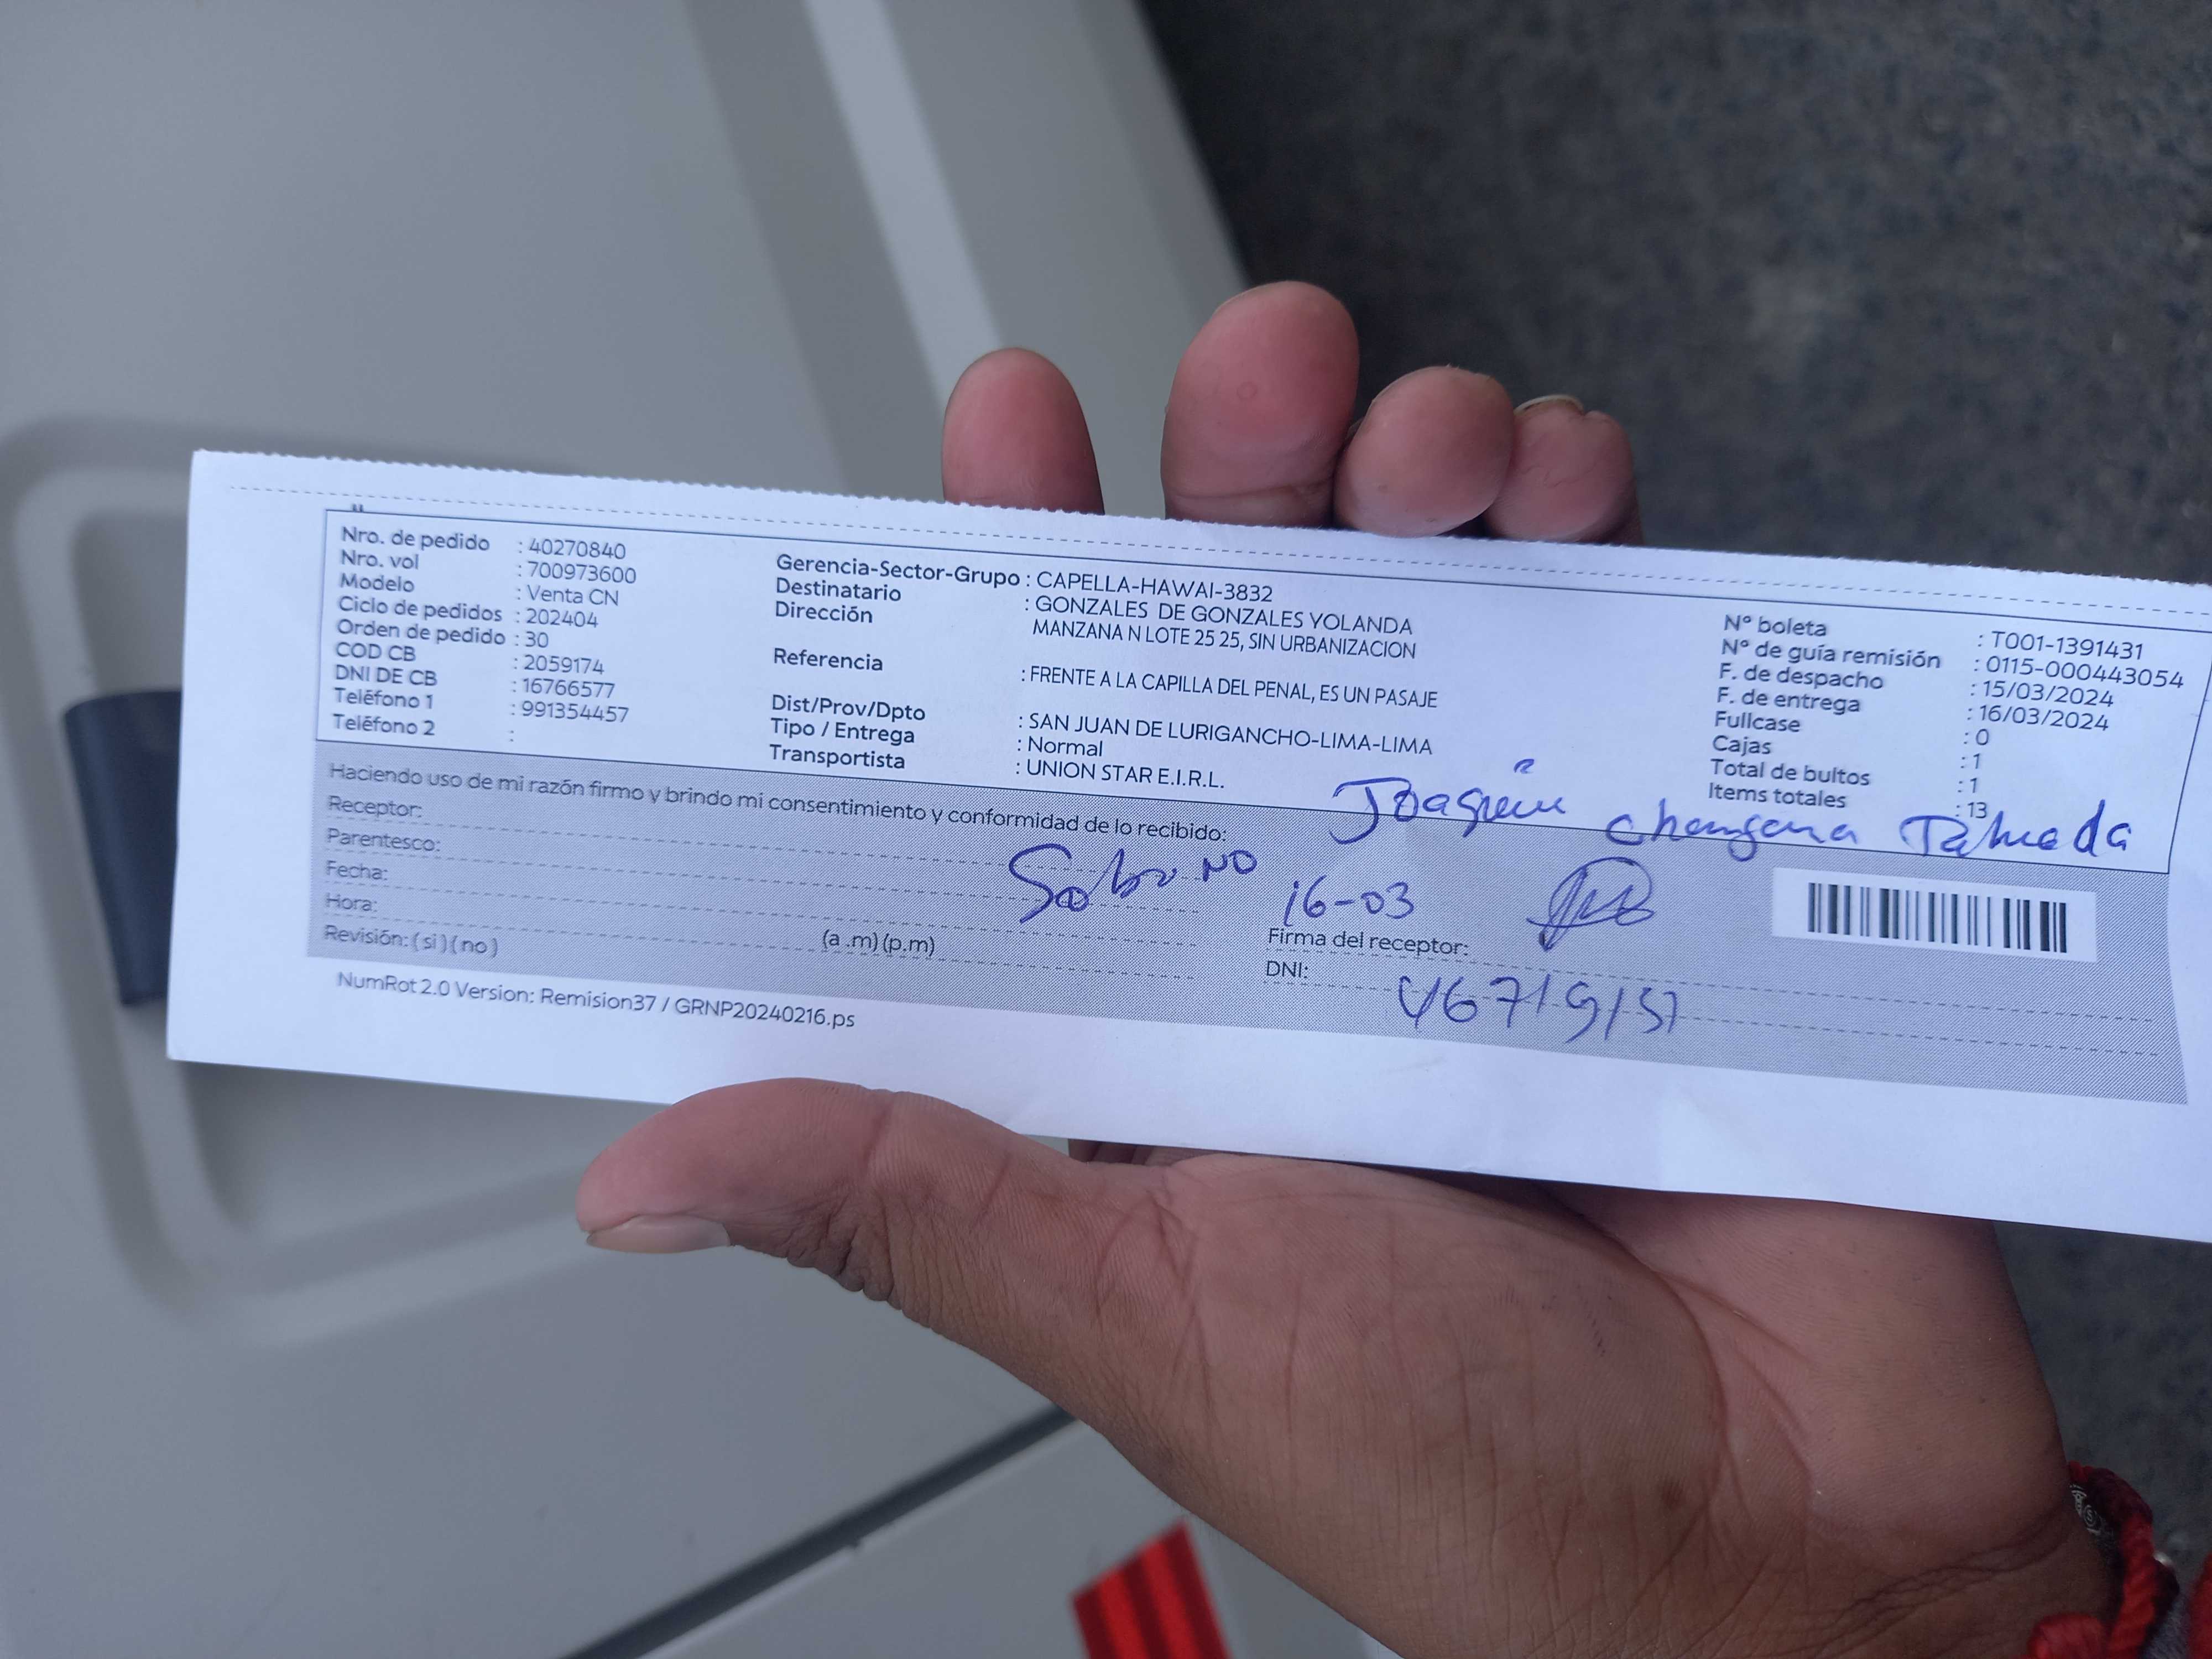 Nro. de pedido : 40270840
Nro. vol : 700973600
Modelo : Venta CN
Ciclo de pedidos : 202404
Orden de pedido : 30
COD CB : 2059174
DNI DE CB : 16766577
Teléfono 1 : 991354457
Teléfono 2 :
Gerencia-Sector-Grupo : CAPELLA-HAWAI-3832
Destinatario : GONZALES DE GONZALES YOLANDA
Dirección MANZANA N LOTE 25 25, SIN URBANIZACION
Referencia : FRENTE A LA CAPILLA DEL PENAL, ES UN PASAJE
Dist/Prov/Dpto : SAN JUAN DE LURIGANCHO-LIMA-LIMA
Tipo / Entrega : Normal
Transportista : UNION STAR E.I.R.L.
N° boleta : T001-1391431
N° de guía remisión : 0115-000443054
F. de despacho : 15/03/2024
F. de entrega : 16/03/2024
Fullcase : 0
Cajas : 1
Total de bultos : 1
Items totales : 13
Haciendo uso de mi razón firmo y brindo mi consentimiento y conformidad de lo recibido:
Receptor: Joaquin
Parentesco: Sobrino
Fecha: 16-03
Hora: (a .m) (p.m)
Revisión: ( si ) ( no )
Firma del receptor:
DNI:
NumRot 2.0 Version: Remision37 / GRNP20240216.ps